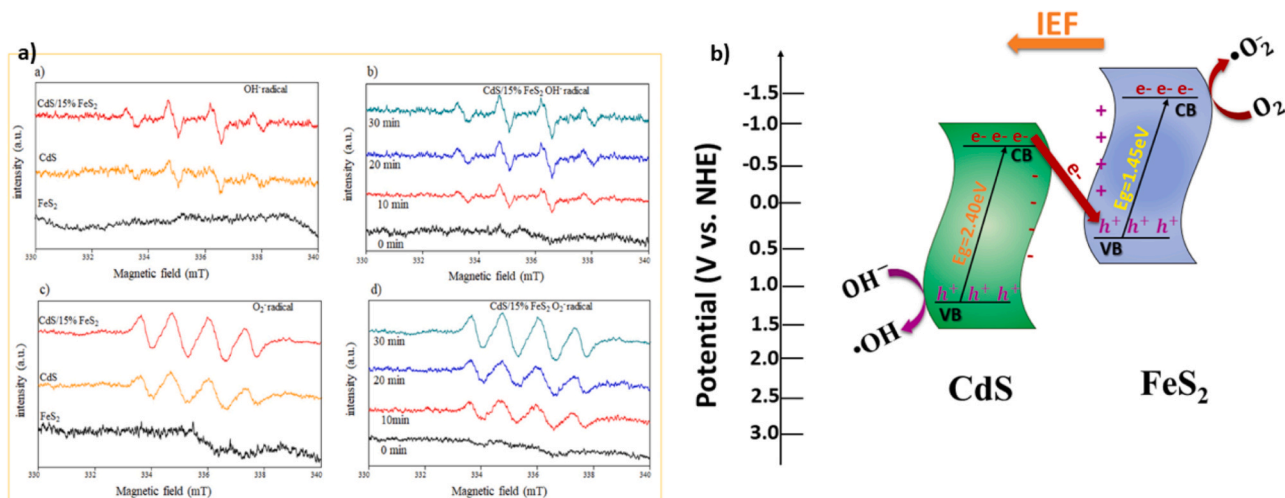 a)
a)
OH⁻radical
CdS/15% FeS₂
CdS
FeS₂
intensity (a.u.)
330 332 334 336 338 340
Magnetic field (mT)
b)
CdS/15% FeS₂ OH⁻radical
30 min
20 min
10 min
0 min
intensity (a.u.)
330 332 334 336 338 340
Magnetic field (mT)
c)
O₂⁻radical
CdS/15% FeS₂
CdS
FeS₂
intensity (a.u.)
330 332 334 336 338 340
Magnetic field (mT)
d)
CdS/15% FeS₂ O₂⁻radical
30 min
20 min
10min
0 min
intensity (a.u.)
330 332 334 336 338 340
Magnetic field (mT)
b)
IEF
Potential (V vs. NHE)
-1.5
-1.0
-0.5
0.0
0.5
1.0
1.5
2.0
2.5
3.0
e- e- e-
CB
Eg=2.40eV
h⁺ h⁺ h⁺
VB
OH⁻
•OH
CdS
- - - -
e-
+ + + +
e- e- e-
CB
Eg=1.45eV
h⁺ h⁺ h⁺
VB
•O₂⁻
O₂
FeS₂